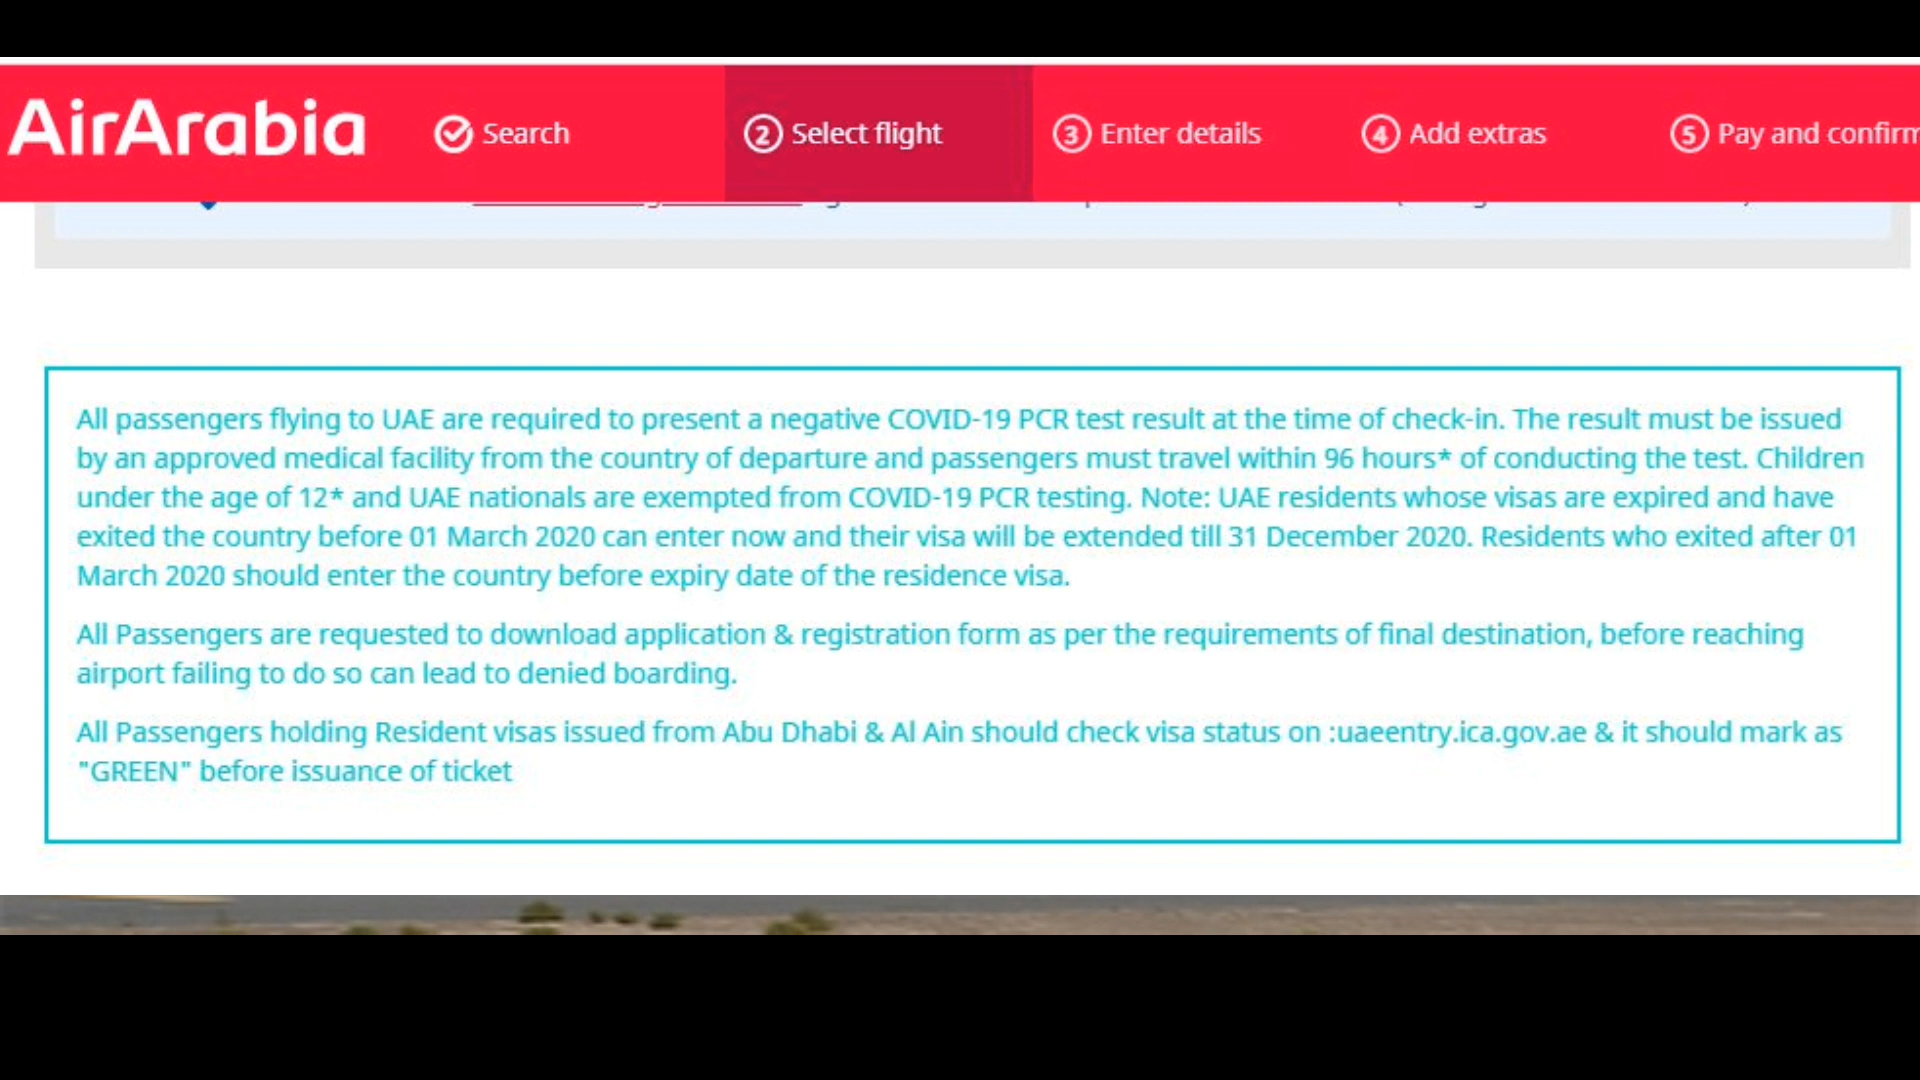 AirArabia
Search
2 Select flight
3 Enter details
4 Add extras
5 Pay and confirm
All passengers flying to UAE are required to present a negative COVID-19 PCR test result at the time of check-in. The result must be issued
by an approved medical facility from the country of departure and passengers must travel within 96 hours* of conducting the test. Children
under the age of 12* and UAE nationals are exempted from COVID-19 PCR testing. Note: UAE residents whose visas are expired and have
exited the country before 01 March 2020 can enter now and their visa will be extended till 31 December 2020. Residents who exited after 01
March 2020 should enter the country before expiry date of the residence visa.
All Passengers are requested to download application & registration form as per the requirements of final destination, before reaching
airport failing to do so can lead to denied boarding.
All Passengers holding Resident visas issued from Abu Dhabi & Al Ain should check visa status on :uaeentry.ica.gov.ae & it should mark as
"GREEN" before issuance of ticket